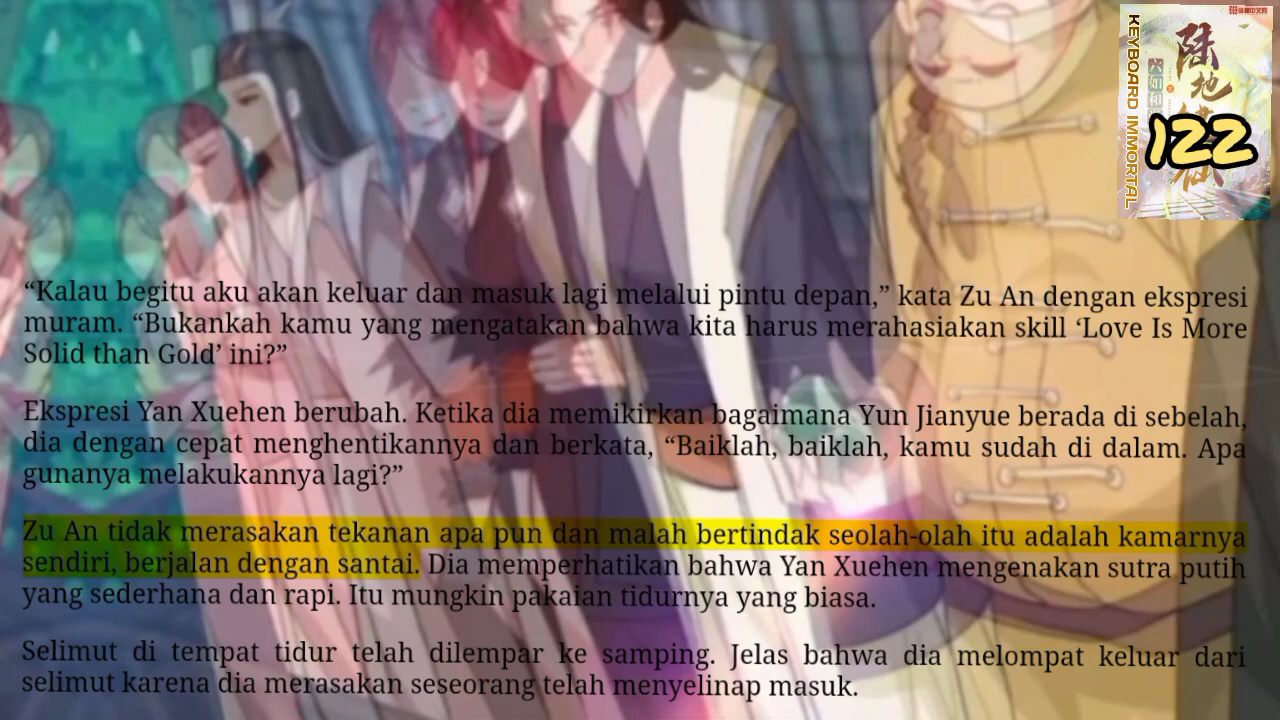 KEYBOARD IMMORTAL
陆地
122
“Kalau begitu aku akan keluar dan masuk lagi melalui pintu depan,” kata Zu An dengan ekspresi
muram. “Bukankah kamu yang mengatakan bahwa kita harus merahasiakan skill ‘Love Is More
Solid than Gold’ ini?”
Ekspresi Yan Xuehen berubah. Ketika dia memikirkan bagaimana Yun Jianyue berada di sebelah,
dia dengan cepat menghentikannya dan berkata, “Baiklah, baiklah, kamu sudah di dalam. Apa
gunanya melakukannya lagi?”
Zu An tidak merasakan tekanan apa pun dan malah bertindak seolah-olah itu adalah kamarnya
sendiri, berjalan dengan santai. Dia memperhatikan bahwa Yan Xuehen mengenakan sutra putih
yang sederhana dan rapi. Itu mungkin pakaian tidurnya yang biasa.
Selimut di tempat tidur telah dilempar ke samping. Jelas bahwa dia melompat keluar dari
selimut karena dia merasakan seseorang telah menyelinap masuk.